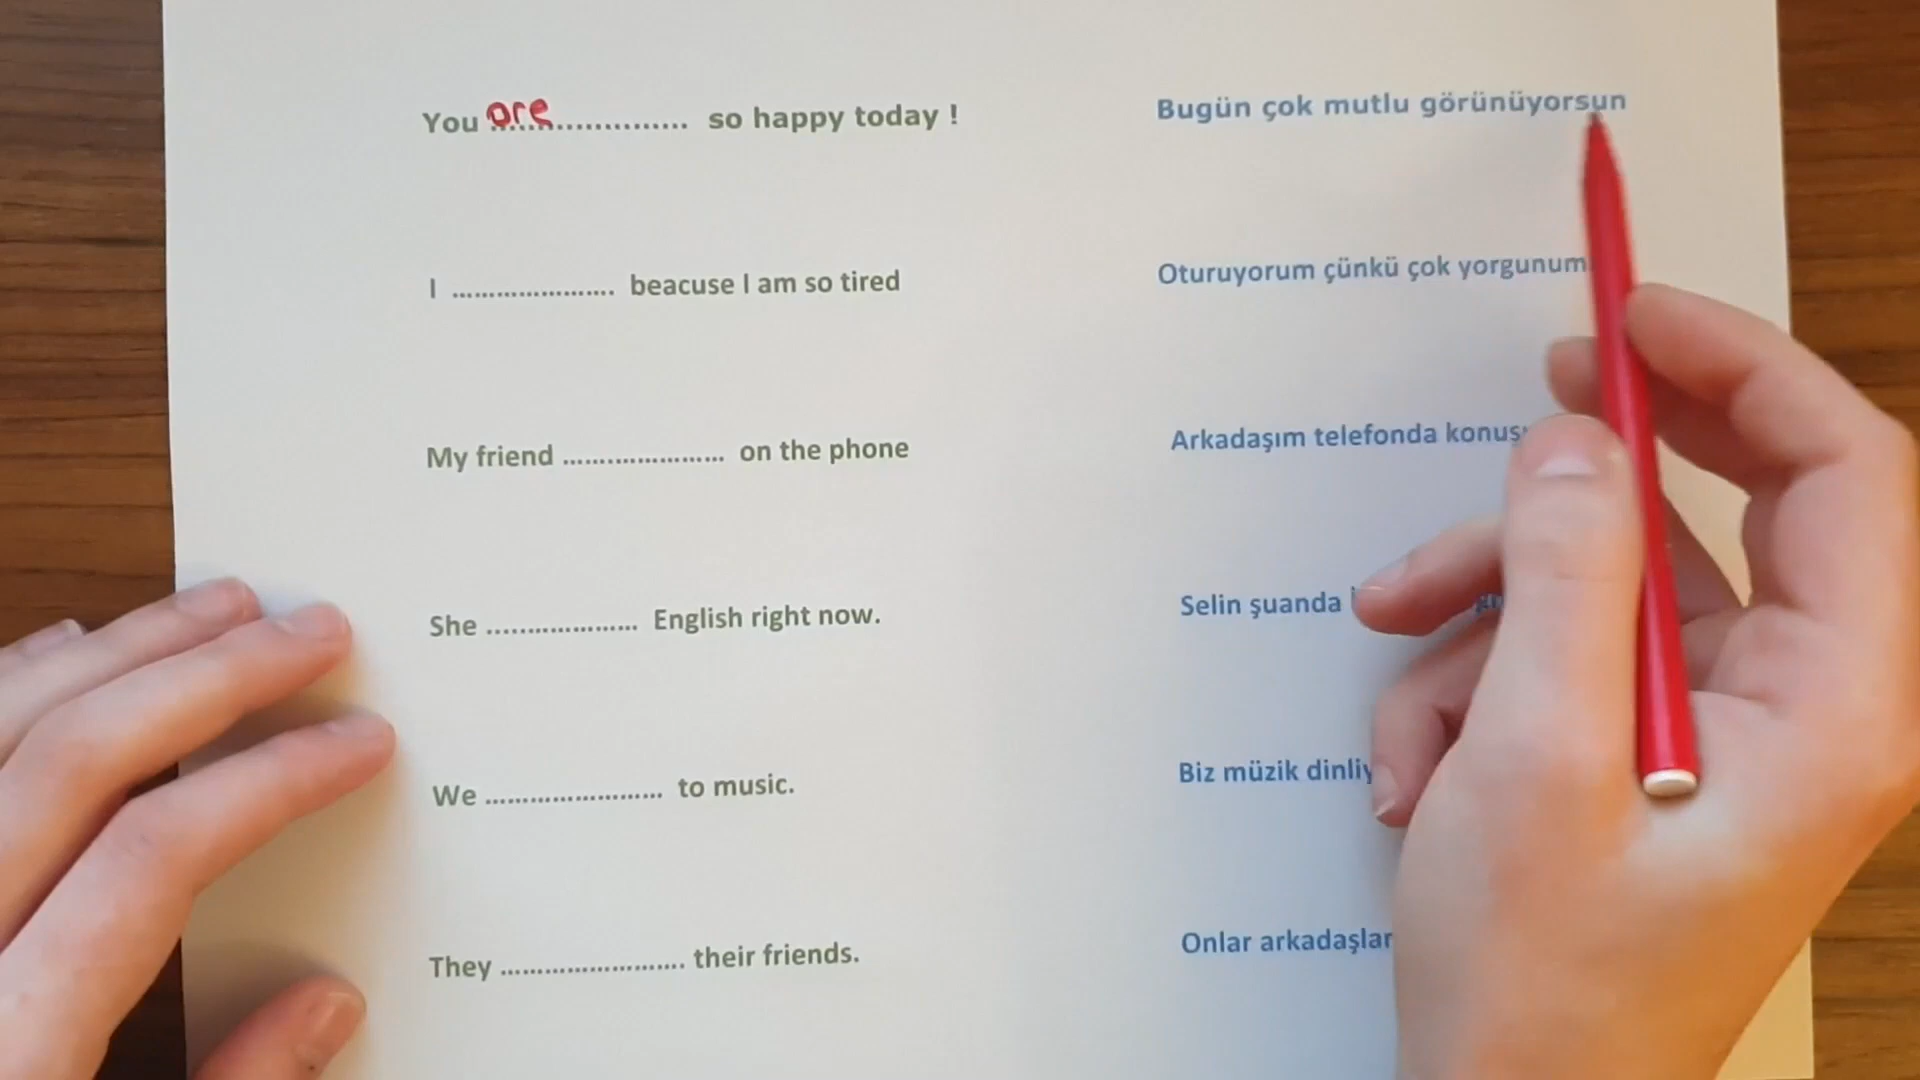 You are .................... so happy today !
Bugün çok mutlu görünüyorsun
I ...................... beacuse I am so tired
Oturuyorum çünkü çok yorgunum
My friend ...................... on the phone
Arkadaşım telefonda
She .................... English right now.
Selin şuanda
We ........................ to music.
Biz müzik
They ......................... their friends.
Onlar